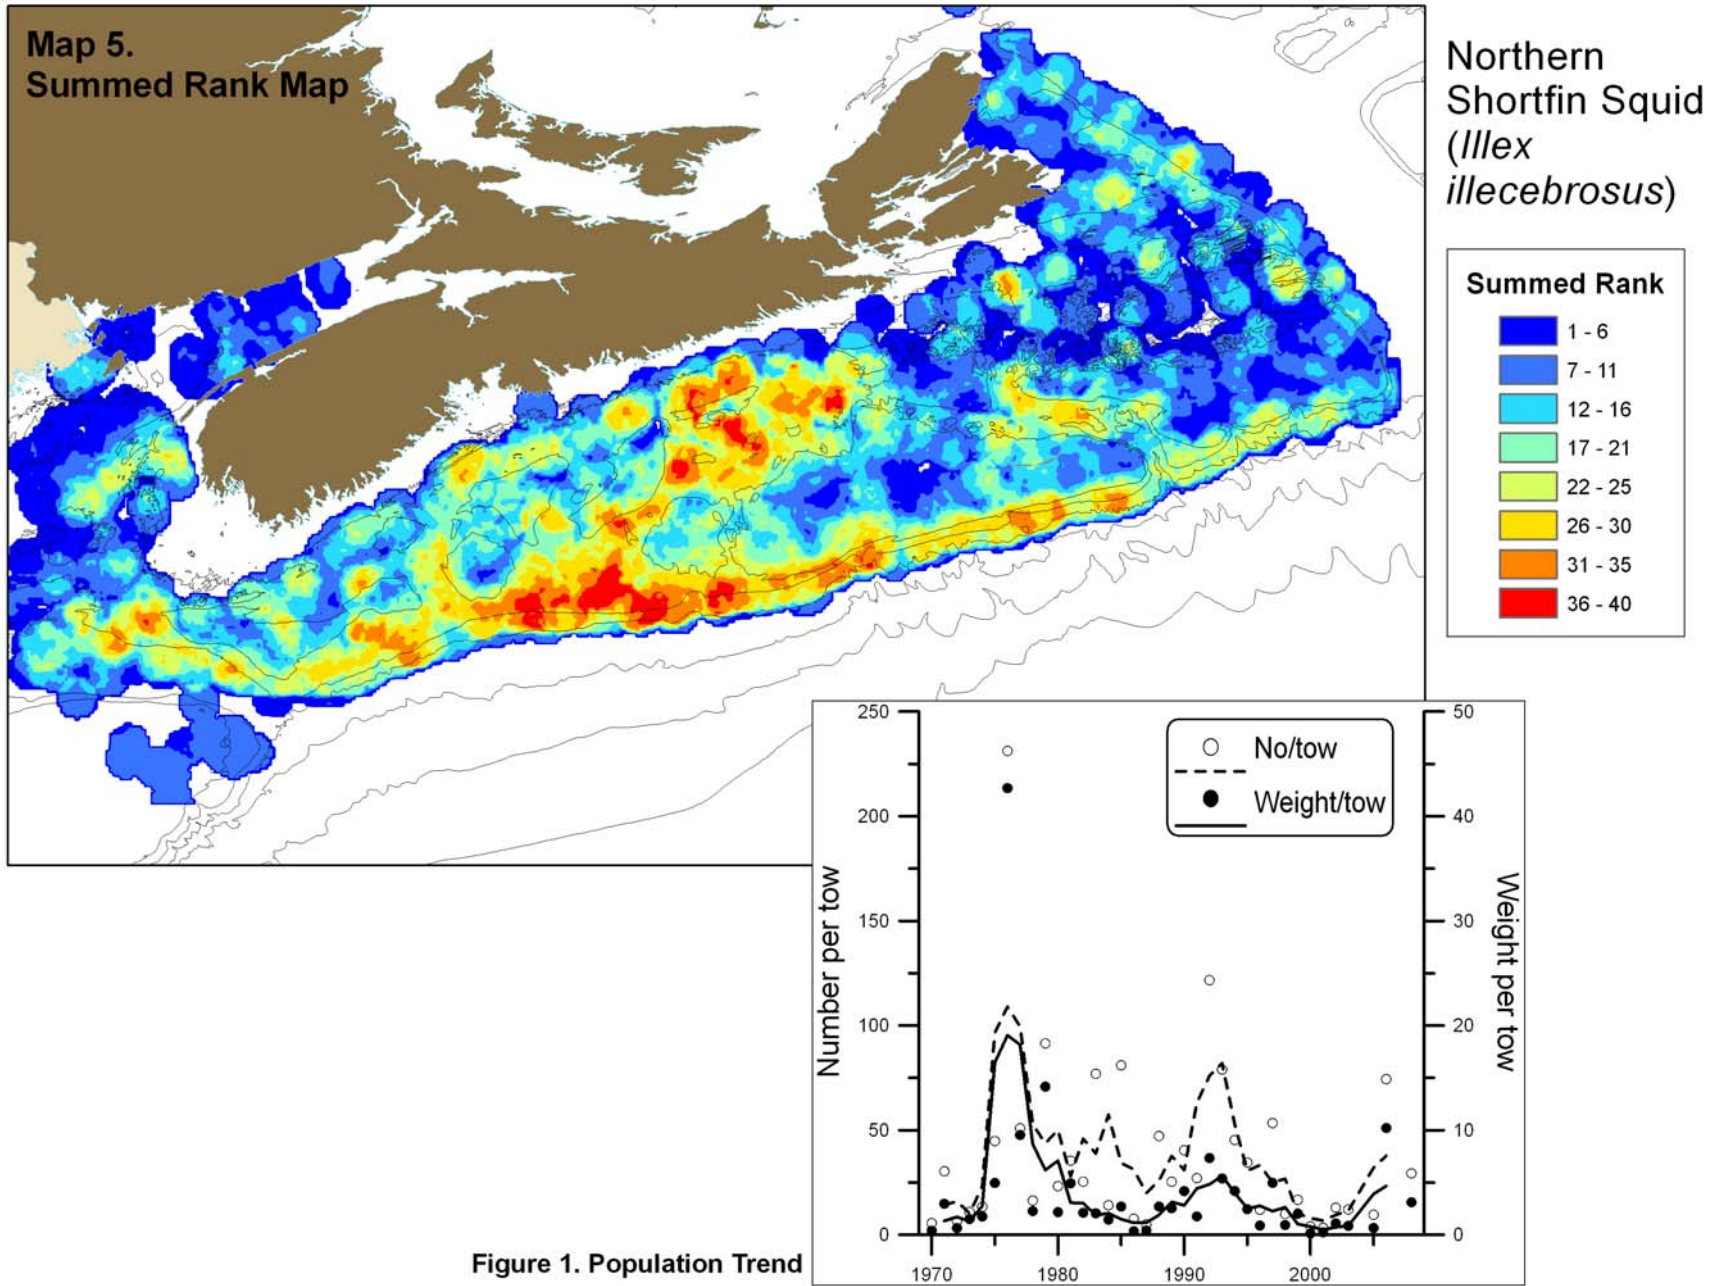 Map 5.
Summed Rank Map
Northern
Shortfin Squid
(Illex
illecebrosus)
Summed Rank
1 - 6
7 - 11
12 - 16
17 - 21
22 - 25
26 - 30
31 - 35
36 - 40
250
200
150
100
50
0
Number per tow
50
40
30
20
10
0
Weight per tow
No/tow
Weight/tow
1970
1980
1990
2000
Figure 1. Population Trend